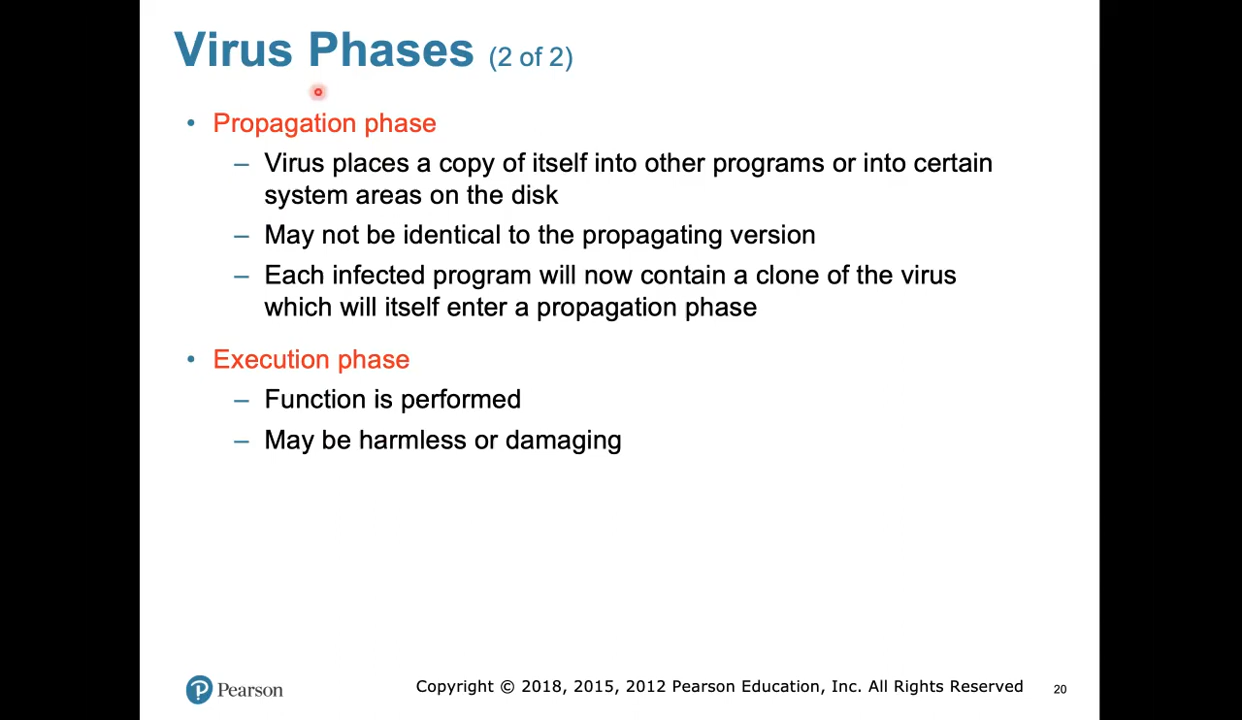 Virus Phases (2 of 2)
• Propagation phase
– Virus places a copy of itself into other programs or into certain
system areas on the disk
– May not be identical to the propagating version
– Each infected program will now contain a clone of the virus
which will itself enter a propagation phase
• Execution phase
– Function is performed
– May be harmless or damaging
P Pearson
Copyright © 2018, 2015, 2012 Pearson Education, Inc. All Rights Reserved
20